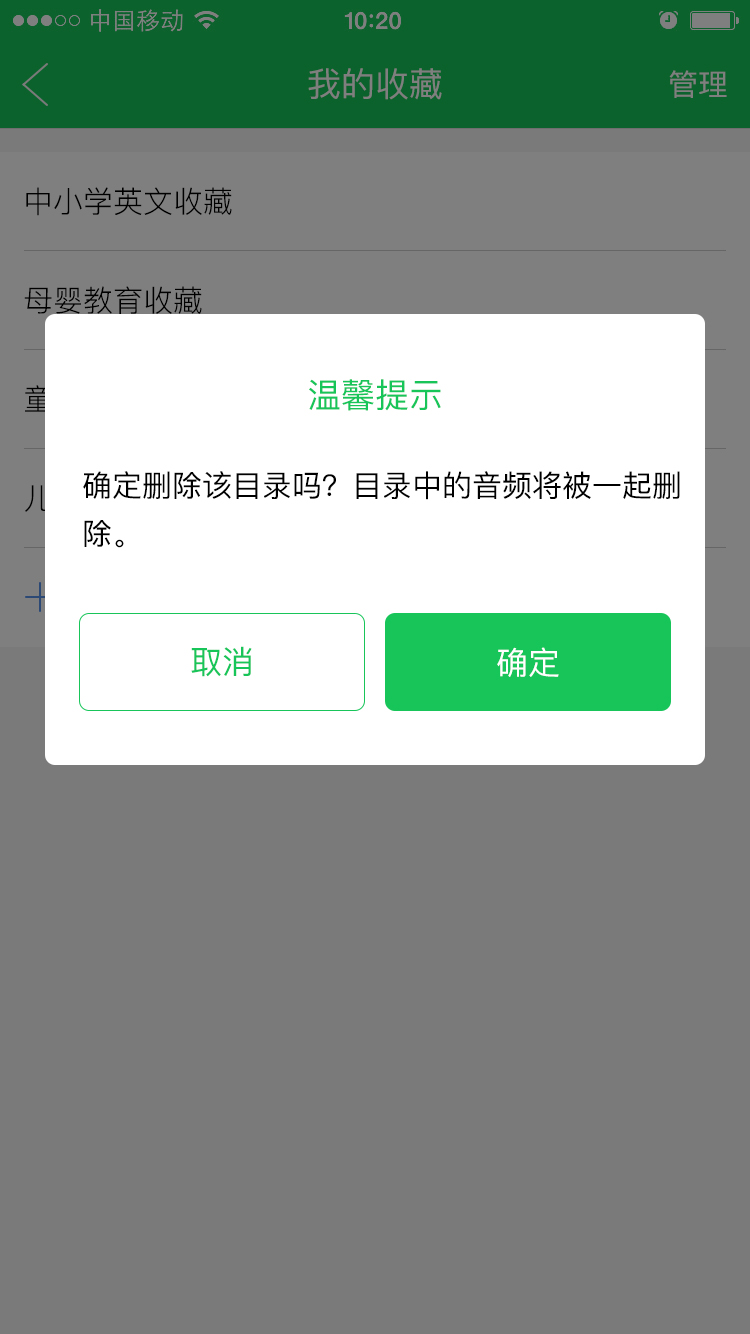 中国移动 10:20
我的收藏 管理
中小学英文收藏
母婴教育收藏
童
儿
温馨提示
确定删除该目录吗？目录中的音频将被一起删
除。
取消 确定